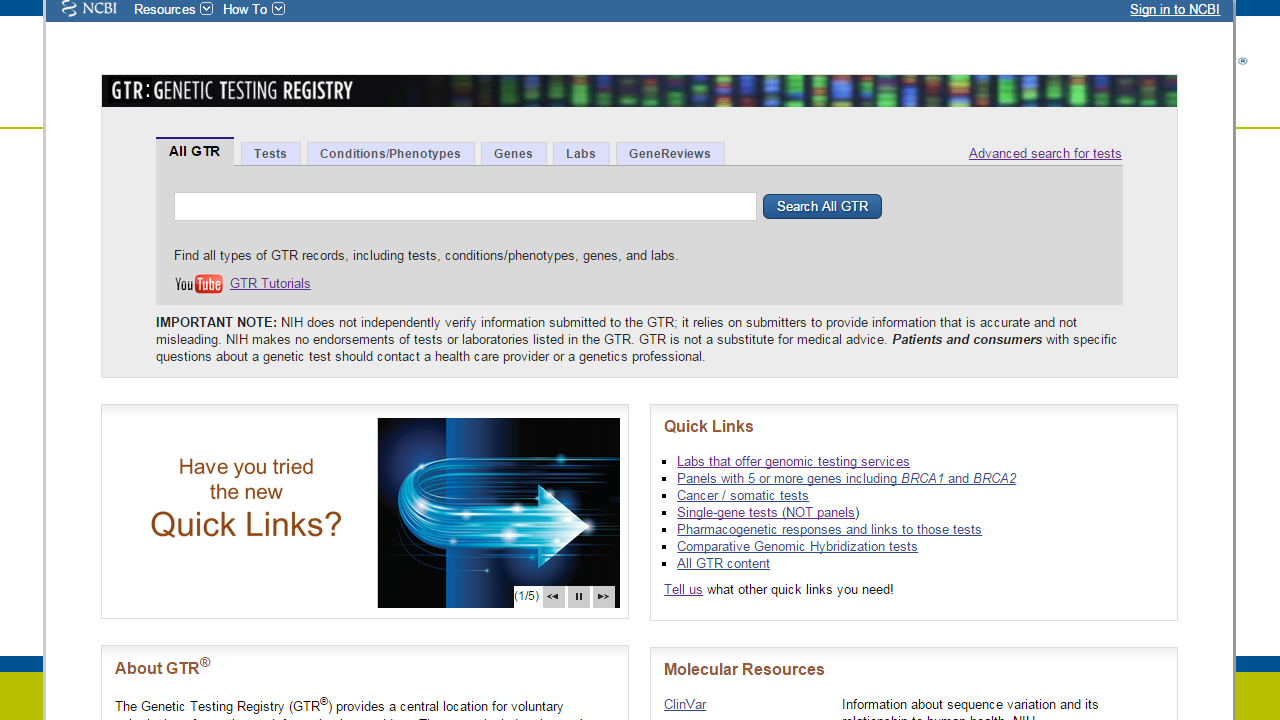 NCBI Resources How To Sign in to NCBI
®
GTR: GENETIC TESTING REGISTRY
All GTR Tests Conditions/Phenotypes Genes Labs GeneReviews Advanced search for tests
Search All GTR
Find all types of GTR records, including tests, conditions/phenotypes, genes, and labs.
You Tube GTR Tutorials
IMPORTANT NOTE: NIH does not independently verify information submitted to the GTR; it relies on submitters to provide information that is accurate and not
misleading. NIH makes no endorsements of tests or laboratories listed in the GTR. GTR is not a substitute for medical advice. Patients and consumers with specific
questions about a genetic test should contact a health care provider or a genetics professional.
Have you tried
the new
Quick Links?
(1/5)
Quick Links
Labs that offer genomic testing services
Panels with 5 or more genes including BRCA1 and BRCA2
Cancer / somatic tests
Single-gene tests (NOT panels)
Pharmacogenetic responses and links to those tests
Comparative Genomic Hybridization tests
All GTR content
Tell us what other quick links you need!
About GTR®
The Genetic Testing Registry (GTR®) provides a central location for voluntary
Molecular Resources
ClinVar Information about sequence variation and its